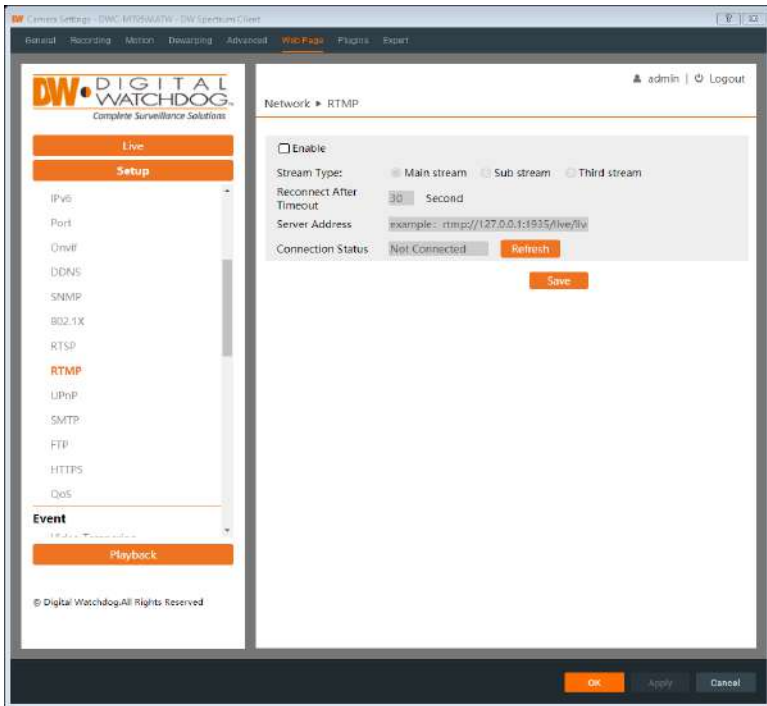 Camera Settings - DWC-MTI5WiATW - DW Spectrum Client
General Recording Motion Dewarping Advanced Web Page Plugins Expert
DW DIGITAL
WATCHDOG
Complete Surveillance Solutions
admin | Logout
Network ▸ RTMP
Live
Setup
IPv6
Port
Onvif
DDNS
SNMP
802.1X
RTSP
RTMP
UPnP
SMTP
FTP
HTTPS
QoS
Event
Video Tampering
Playback
© Digital Watchdog.All Rights Reserved
Enable
Stream Type: Main stream Sub stream Third stream
Reconnect After
Timeout
30 Second
Server Address example: rtmp://127.0.0.1:1935/live/liv
Connection Status Not Connected Refresh
Save
OK Apply Cancel